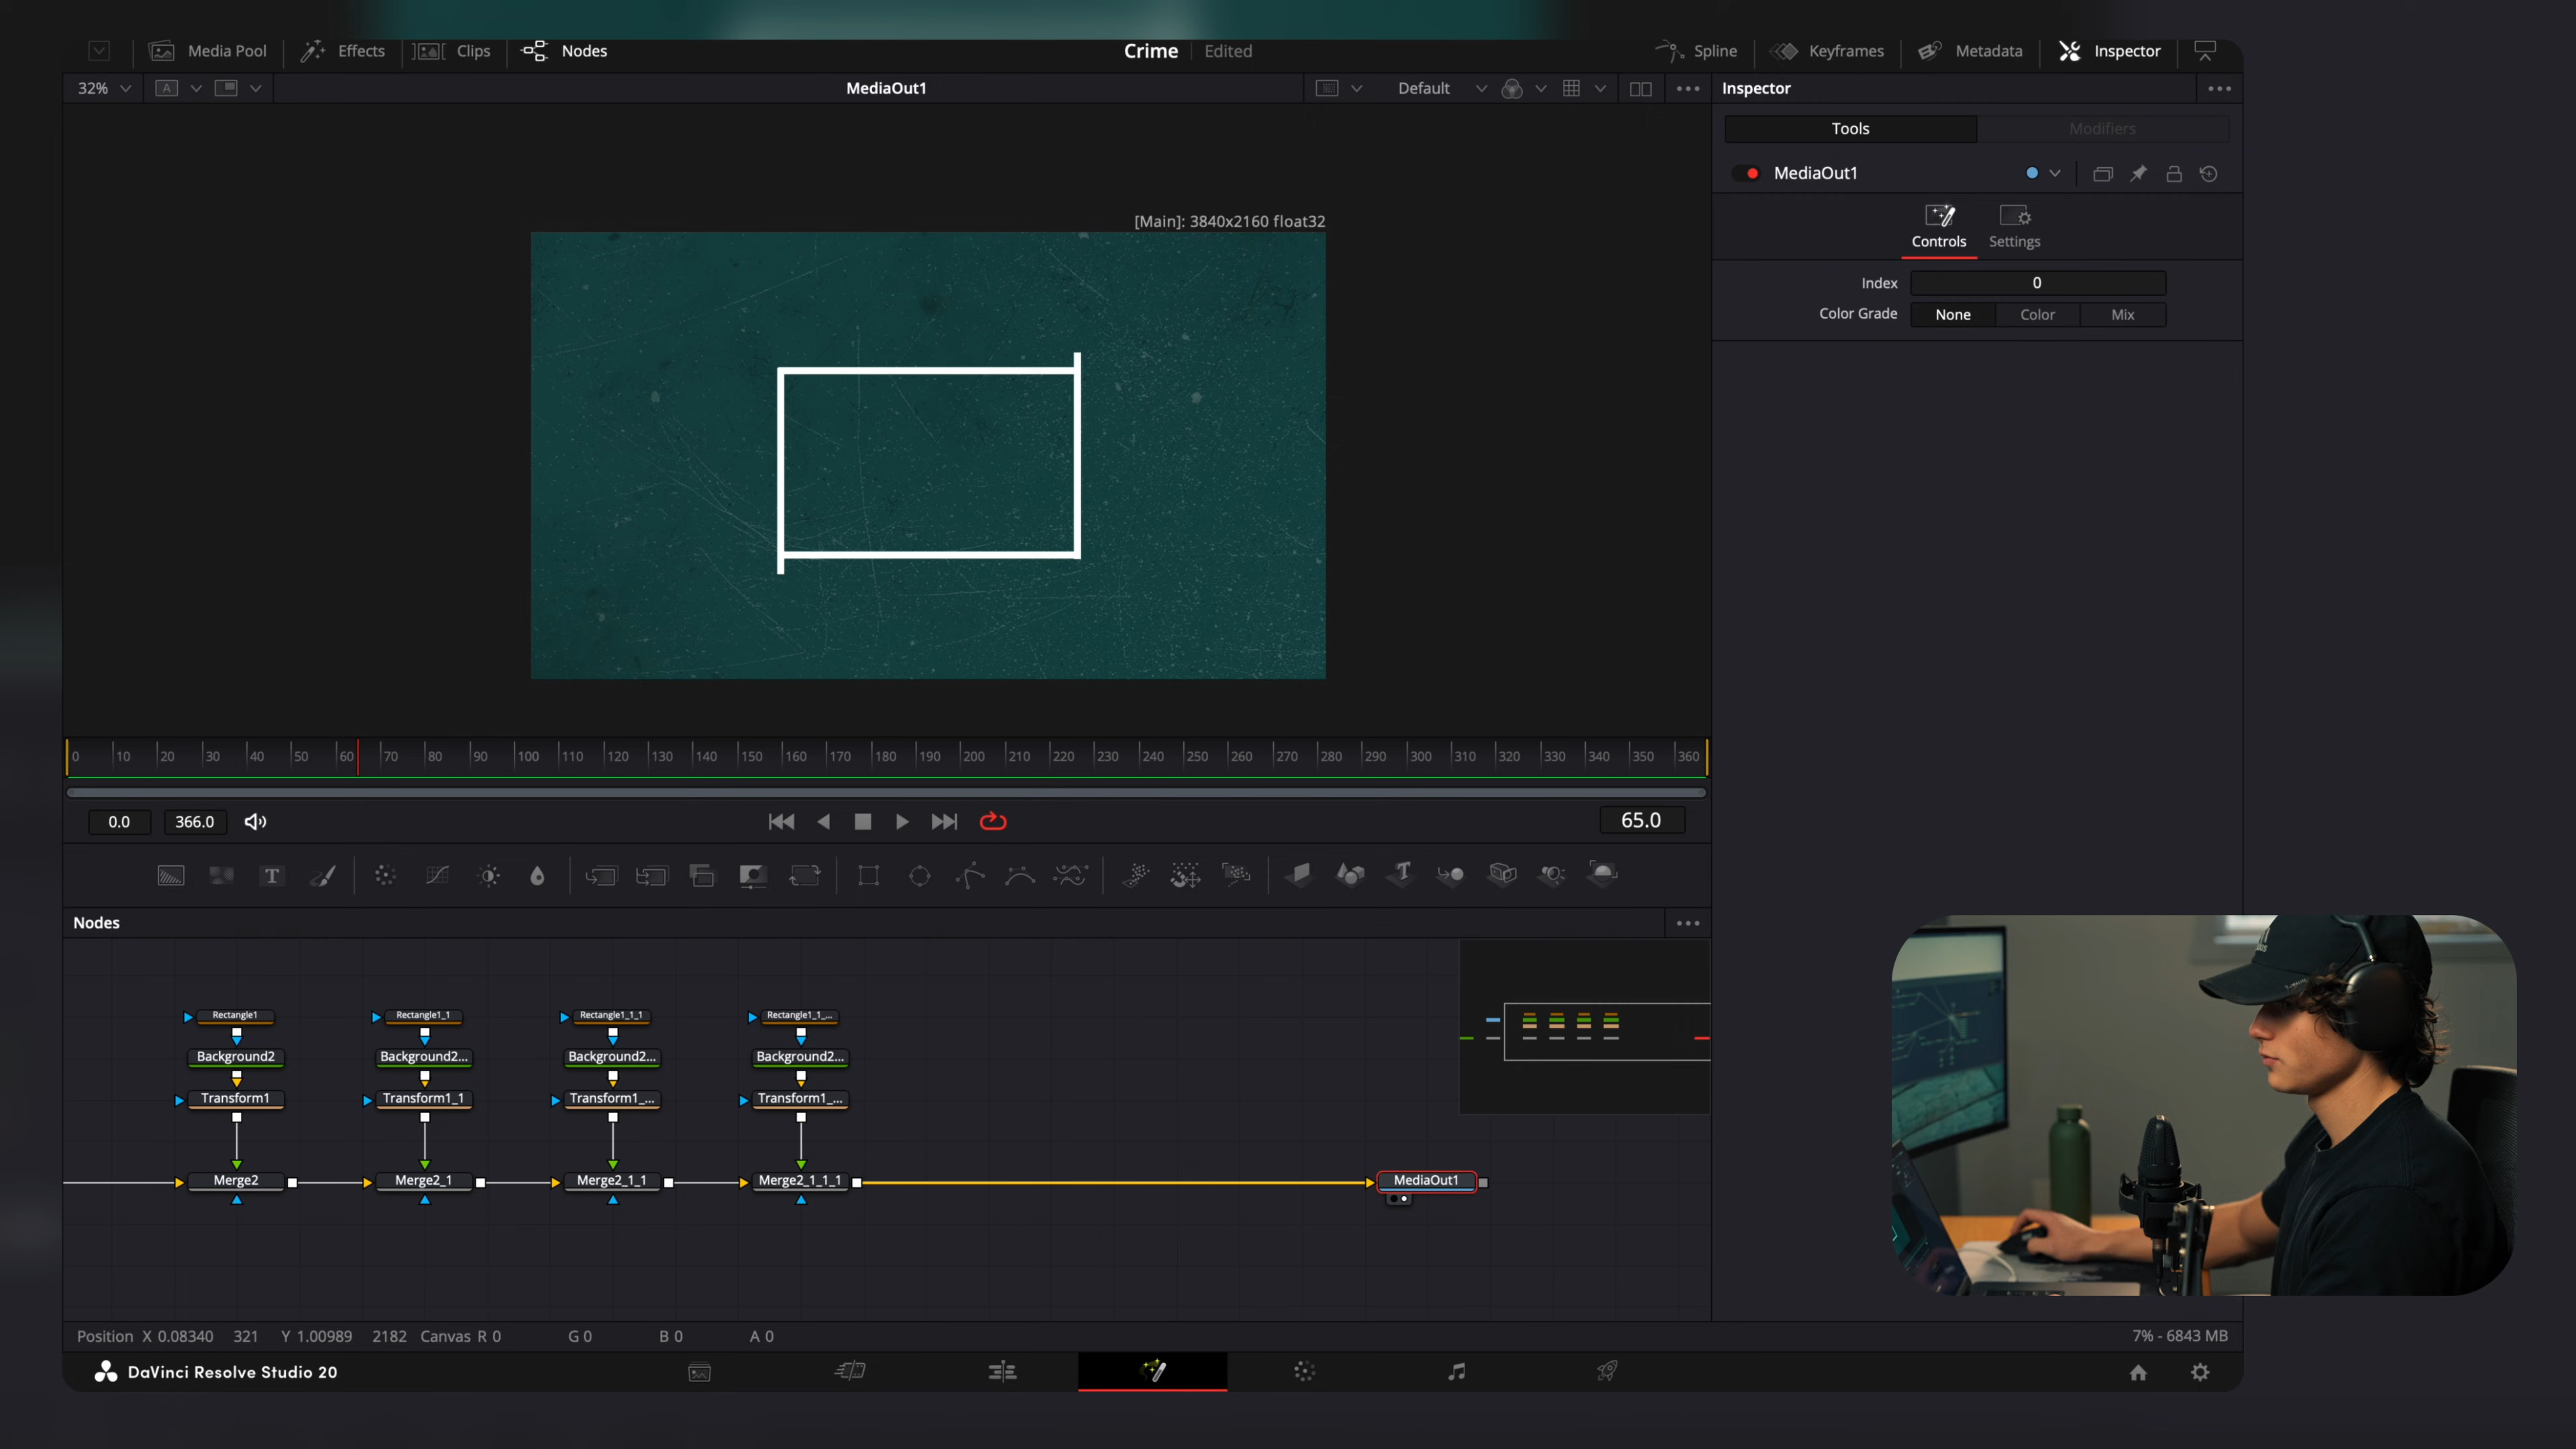 Media Pool Effects Clips Nodes Crime Edited Spline Keyframes Metadata Inspector
32% A MediaOut1 Default Inspector
Tools Modifiers
MediaOut1
[Main]: 3840x2160 float32
Controls Settings
Index 0
Color Grade None Color Mix
0 10 20 30 40 50 60 70 80 90 100 110 120 130 140 150 160 170 180 190 200 210 220 230 240 250 260 270 280 290 300 310 320 330 340 350 360
0.0 366.0 65.0
T T
Nodes
Rectangle1 Rectangle1_1 Rectangle1_1_1 Rectangle1_1_...
Background2 Background2... Background2... Background2...
Transform1 Transform1_1 Transform1_... Transform1_...
Merge2 Merge2_1 Merge2_1_1 Merge2_1_1_1 MediaOut1
Position X 0.08340 321 Y 1.00989 2182 Canvas R 0 G 0 B 0 A 0 7% - 6843 MB
DaVinci Resolve Studio 20